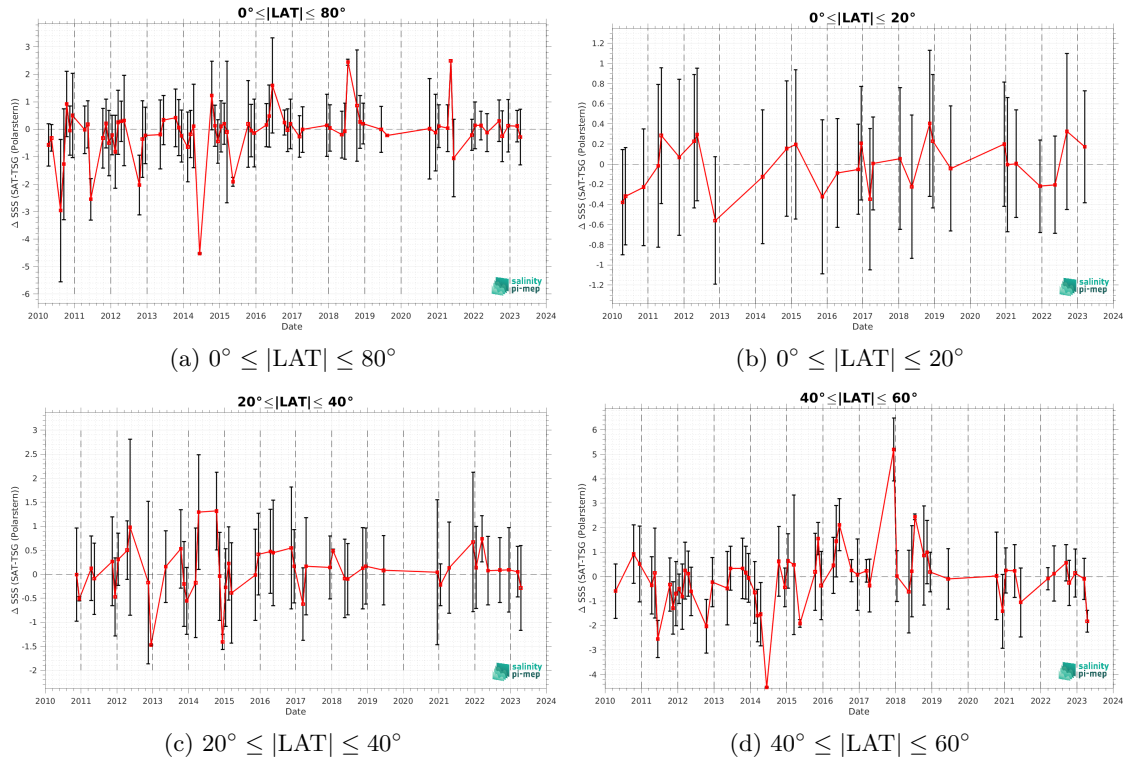 0°≤|LAT|≤ 80°
Δ SSS (SAT-TSG (Polarstern))
3
2
1
0
-1
-2
-3
-4
-5
-6
2010 2011 2012 2013 2014 2015 2016 2017 2018 2019 2020 2021 2022 2023 2024
Date
salinity
pi-mep
(a) 0° ≤ |LAT| ≤ 80°
0°≤|LAT|≤ 20°
Δ SSS (SAT-TSG (Polarstern))
1.2
1
0.8
0.6
0.4
0.2
0
-0.2
-0.4
-0.6
-0.8
-1
-1.2
2010 2011 2012 2013 2014 2015 2016 2017 2018 2019 2020 2021 2022 2023 2024
Date
salinity
pi-mep
(b) 0° ≤ |LAT| ≤ 20°
20°≤|LAT|≤ 40°
Δ SSS (SAT-TSG (Polarstern))
3
2.5
2
1.5
1
0.5
0
-0.5
-1
-1.5
-2
2010 2011 2012 2013 2014 2015 2016 2017 2018 2019 2020 2021 2022 2023 2024
Date
salinity
pi-mep
(c) 20° ≤ |LAT| ≤ 40°
40°≤|LAT|≤ 60°
Δ SSS (SAT-TSG (Polarstern))
6
5
4
3
2
1
0
-1
-2
-3
-4
2010 2011 2012 2013 2014 2015 2016 2017 2018 2019 2020 2021 2022 2023 2024
Date
salinity
pi-mep
(d) 40° ≤ |LAT| ≤ 60°